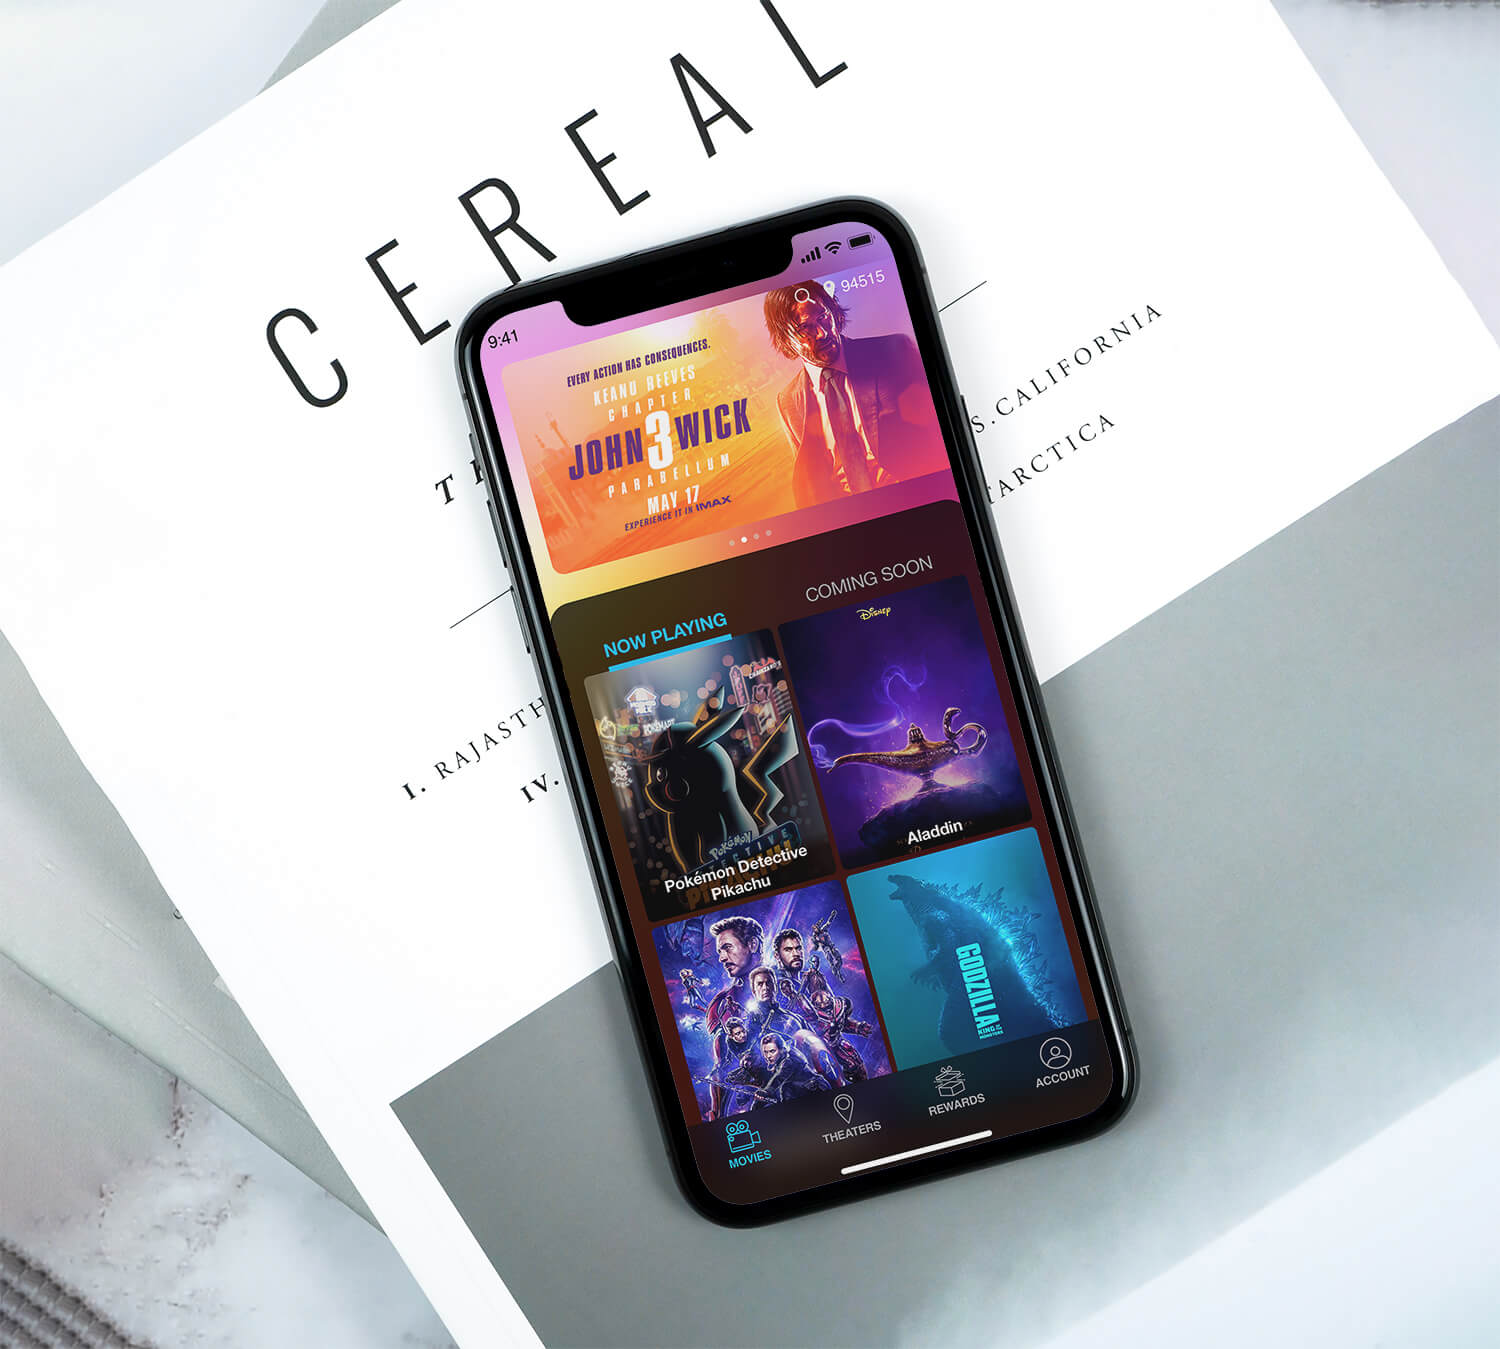 CEREAL
S. CALIFORNIA
I. RAJASTH
TARCTICA
IV.
9:41
94515
EVERY ACTION HAS CONSEQUENCES.
KEANU REEVES
CHAPTER
JOHN 3 WICK
PARABELLUM
MAY 17
EXPERIENCE IT IN IMAX
NOW PLAYING
COMING SOON
Disney
POKÉMON
Pokémon Detective
Pikachu
Aladdin
GODZILLA
KING OF THE
MONSTERS
MOVIES
THEATERS
REWARDS
ACCOUNT